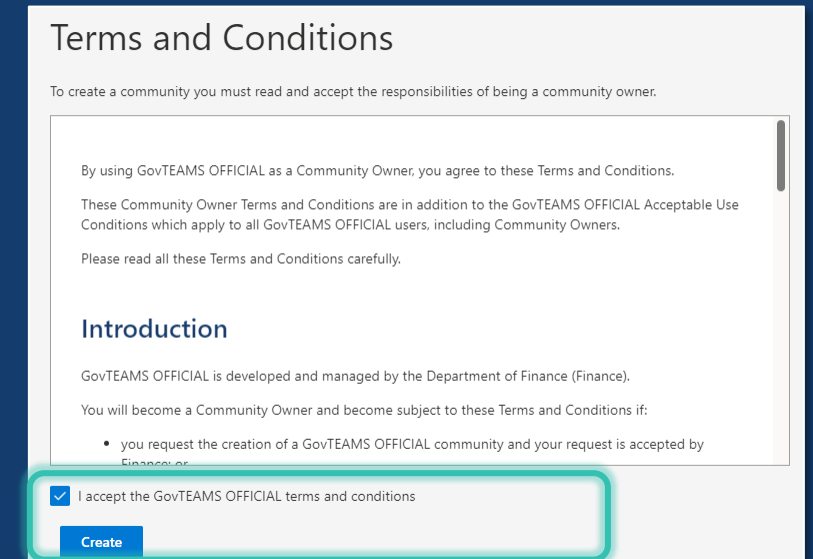 Terms and Conditions
To create a community you must read and accept the responsibilities of being a community owner.
By using GovTEAMS OFFICIAL as a Community Owner, you agree to these Terms and Conditions.
These Community Owner Terms and Conditions are in addition to the GovTEAMS OFFICIAL Acceptable Use
Conditions which apply to all GovTEAMS OFFICIAL users, including Community Owners.
Please read all these Terms and Conditions carefully.
Introduction
GovTEAMS OFFICIAL is developed and managed by the Department of Finance (Finance).
You will become a Community Owner and become subject to these Terms and Conditions if:
• you request the creation of a GovTEAMS OFFICIAL community and your request is accepted by
Finance; or
I accept the GovTEAMS OFFICIAL terms and conditions
Create